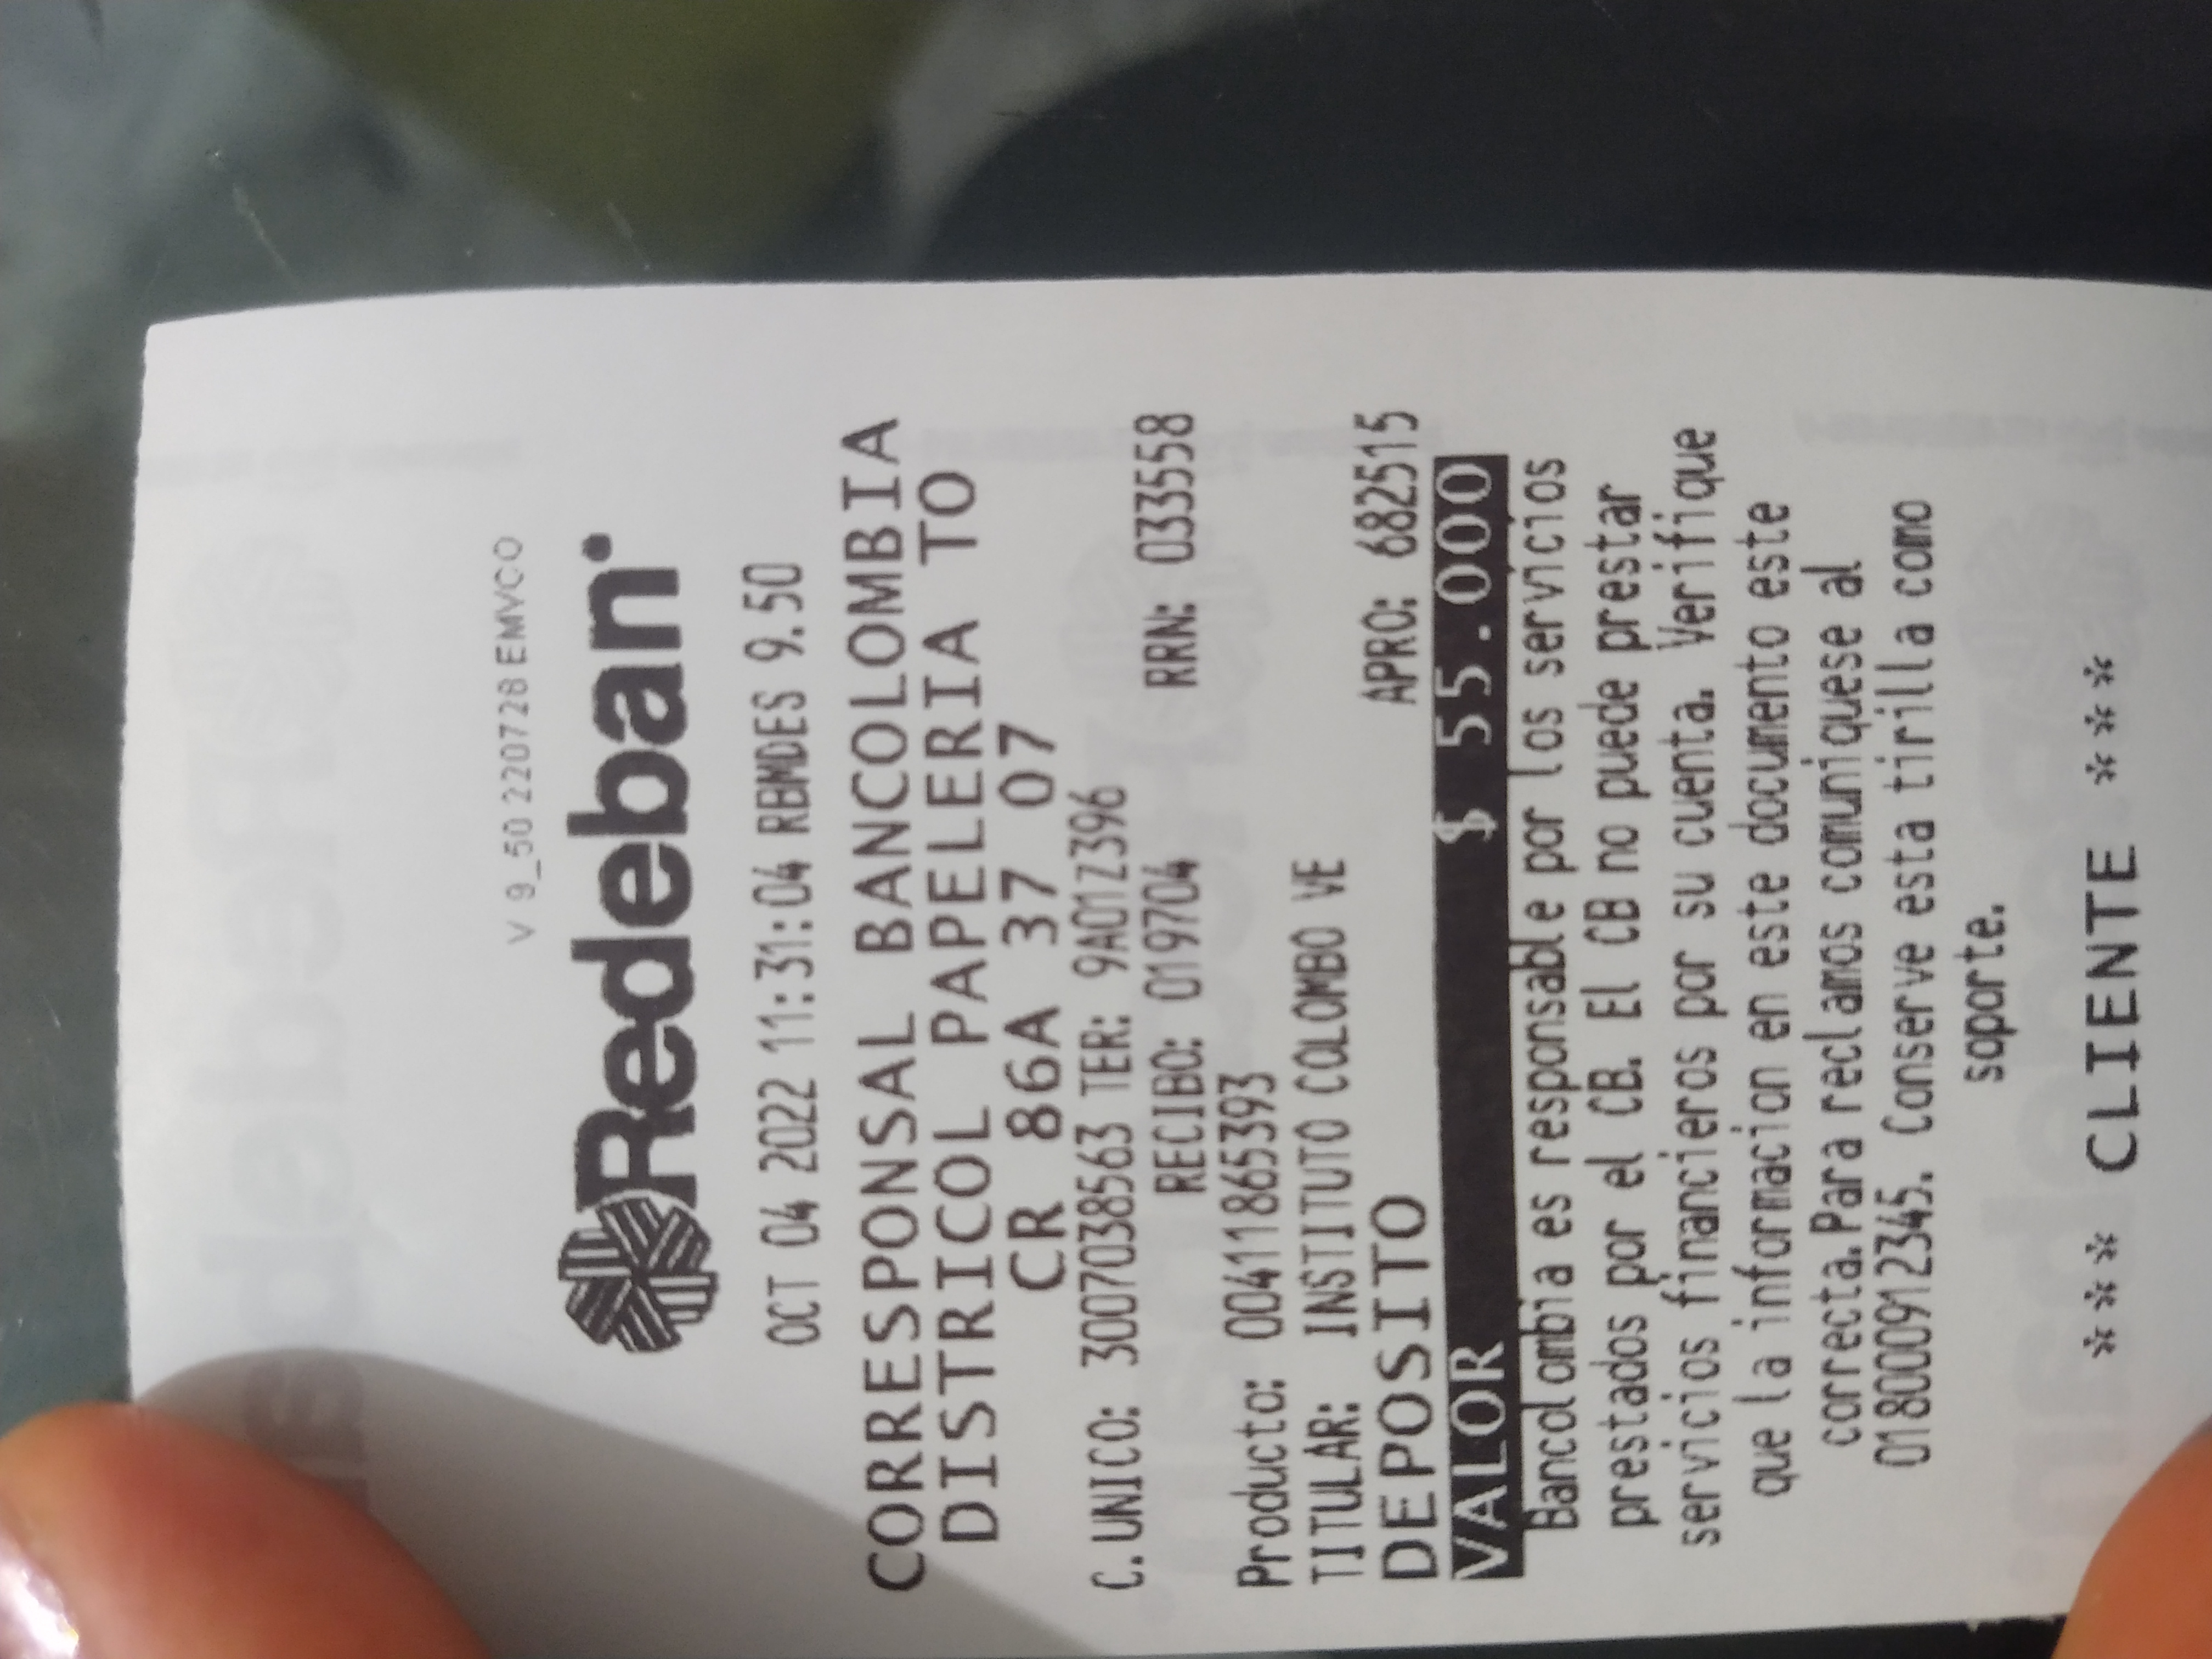 V 9_50 220728 EMVCO
Redeban
OCT 04 2022 11:31:04 RBMDES 9.50
CORRESPONSAL BANCOLOMBIA
DISTRICOL PAPELERIA TO
CR 86A 37 07
C.UNICO: 3007038563 TER: 9A01Z396
RECIBO: 019704 RRN: 033558
Producto: 00411865393
TITULAR: INSTITUTO COLOMBO VE
DEPOSITO APRO: 682515
VALOR $ 55.000
Bancolombia es responsable por los servicios
prestados por el CB. El CB no puede prestar
servicios financieros por su cuenta. Verifique
que la informacion en este documento este
correcta.Para reclamos comuniquese al
018000912345. Conserve esta tirilla como
soporte.
*** CLIENTE ***